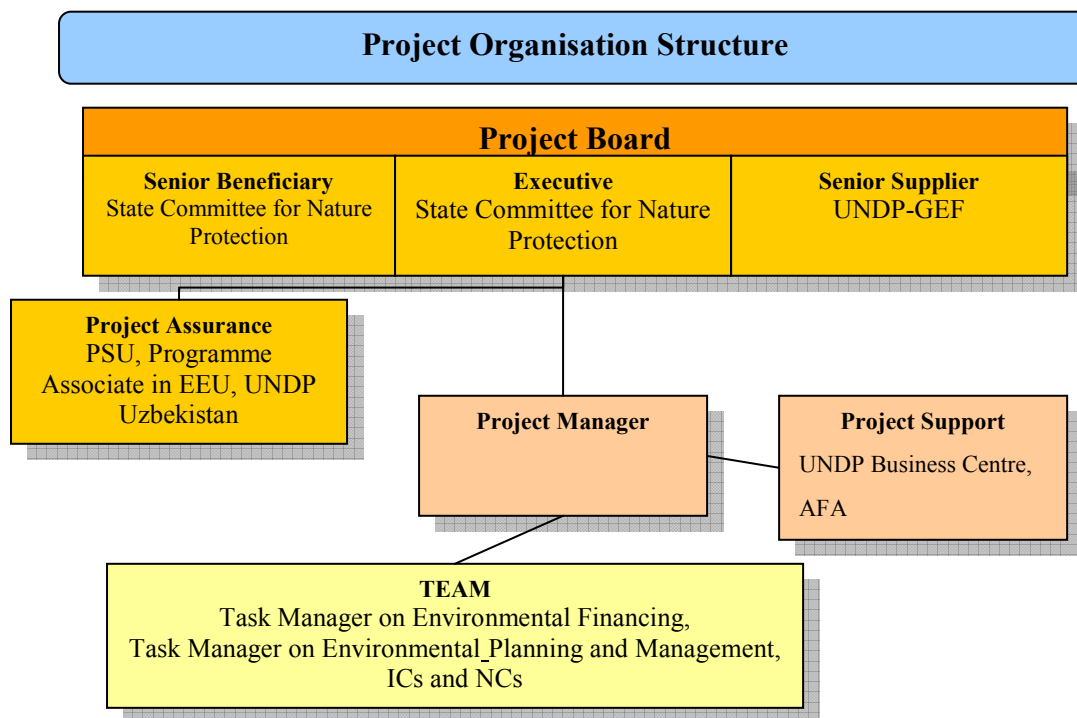 Project Organisation Structure
Project Board
Senior Beneficiary
State Committee for Nature
Protection
Executive
State Committee for Nature
Protection
Senior Supplier
UNDP-GEF
Project Assurance
PSU, Programme
Associate in EEU, UNDP
Uzbekistan
Project Manager
Project Support
UNDP Business Centre,
AFA
TEAM
Task Manager on Environmental Financing,
Task Manager on Environmental Planning and Management,
ICs and NCs